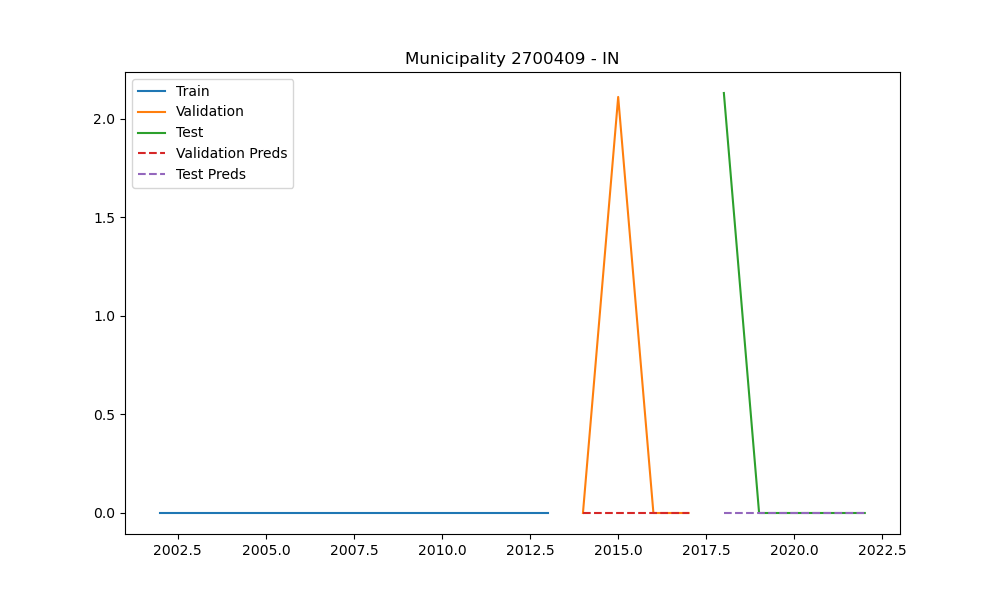 Municipality 2700409 - IN
Train
Validation
Test
Validation Preds
Test Preds
2.0
1.5
1.0
0.5
0.0
2002.5 2005.0 2007.5 2010.0 2012.5 2015.0 2017.5 2020.0 2022.5